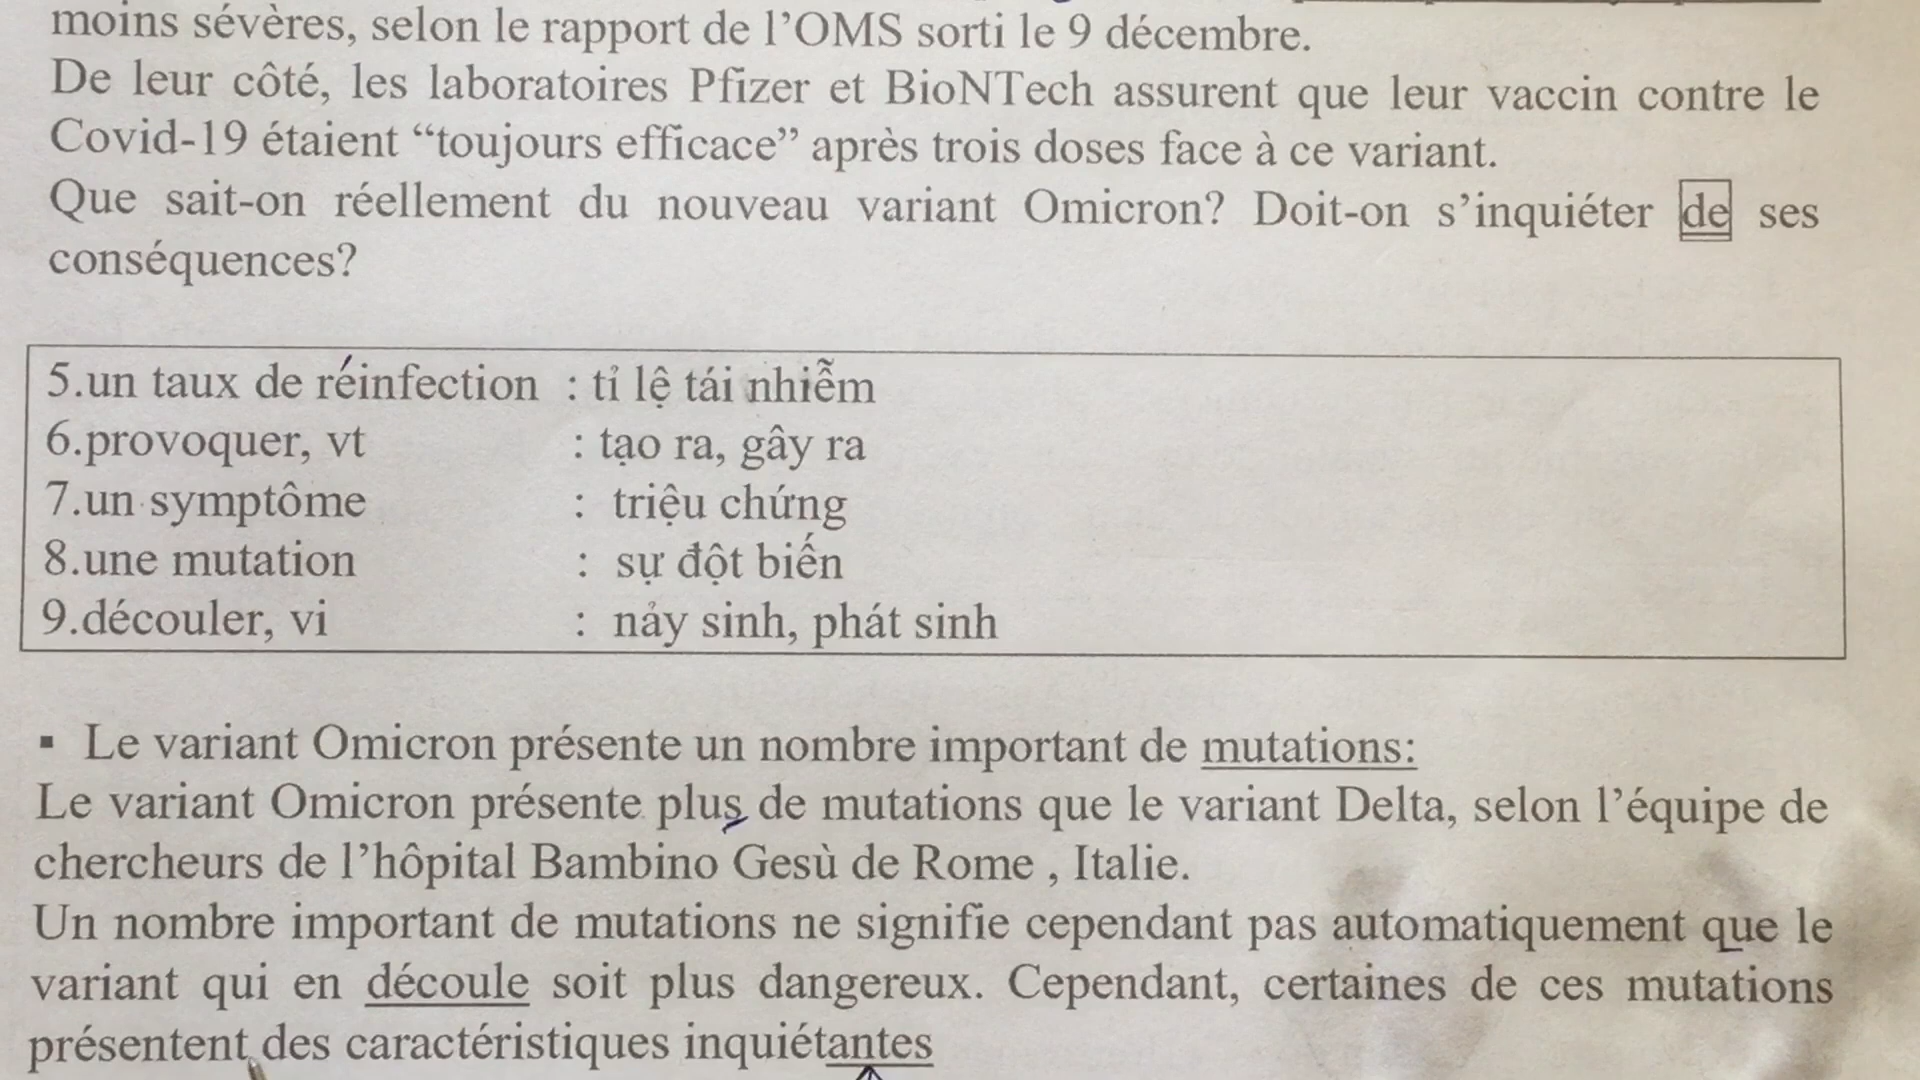 moins sévères, selon le rapport de l’OMS sorti le 9 décembre.
De leur côté, les laboratoires Pfizer et BioNTech assurent que leur vaccin contre le
Covid-19 étaient “toujours efficace” après trois doses face à ce variant.
Que sait-on réellement du nouveau variant Omicron? Doit-on s’inquiéter de ses
conséquences?
5.un taux de réinfection : tỉ lệ tái nhiễm
6.provoquer, vt : tạo ra, gây ra
7.un symptôme : triệu chứng
8.une mutation : sự đột biến
9.découler, vi : nảy sinh, phát sinh
▪ Le variant Omicron présente un nombre important de mutations:
Le variant Omicron présente plus de mutations que le variant Delta, selon l’équipe de
chercheurs de l’hôpital Bambino Gesù de Rome , Italie.
Un nombre important de mutations ne signifie cependant pas automatiquement que le
variant qui en découle soit plus dangereux. Cependant, certaines de ces mutations
présentent des caractéristiques inquiétantes